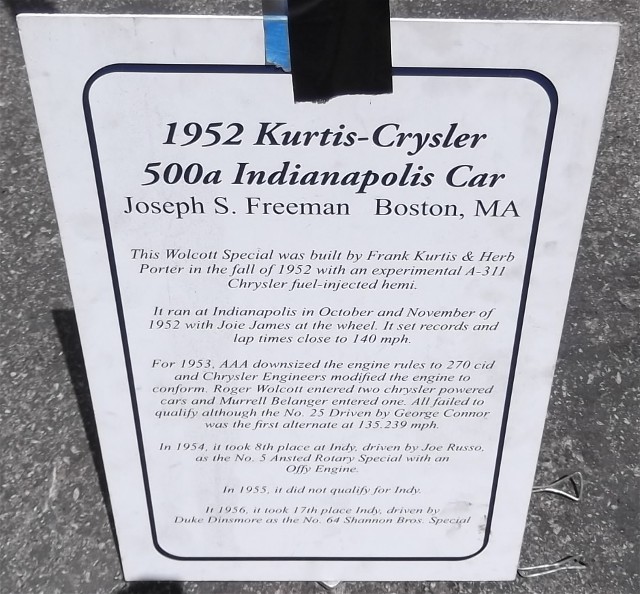 1952 Kurtis-Crysler
500a Indianapolis Car
Joseph S. Freeman Boston, MA
This Wolcott Special was built by Frank Kurtis & Herb
Porter in the fall of 1952 with an experimental A-311
Chrysler fuel-injected hemi.
It ran at Indianapolis in October and November of
1952 with Joie James at the wheel. It set records and
lap times close to 140 mph.
For 1953, AAA downsized the engine rules to 270 cid
and Chrysler Engineers modified the engine to
conform. Roger Wolcott entered two chrysler powered
cars and Murrell Belanger entered one. All failed to
qualify although the No. 25 Driven by George Connor
was the first alternate at 135.239 mph.
In 1954, it took 8th place at Indy, driven by Joe Russo,
as the No. 5 Ansted Rotary Special with an
Offy Engine.
In 1955, it did not qualify for Indy.
It 1956, it took 17th place Indy, driven by
Duke Dinsmore as the No. 64 Shannon Bros. Special